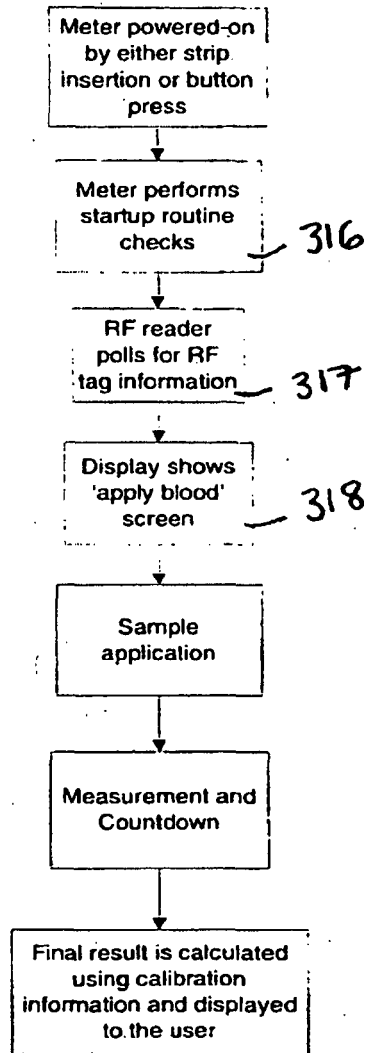 Meter powered-on
by either strip
insertion or button
press
Meter performs
startup routine
checks
316
RF reader
polls for RF
tag information
317
Display shows
'apply blood'
screen
318
Sample
application
Measurement and
Countdown
Final result is calculated
using calibration
information and displayed
to the user